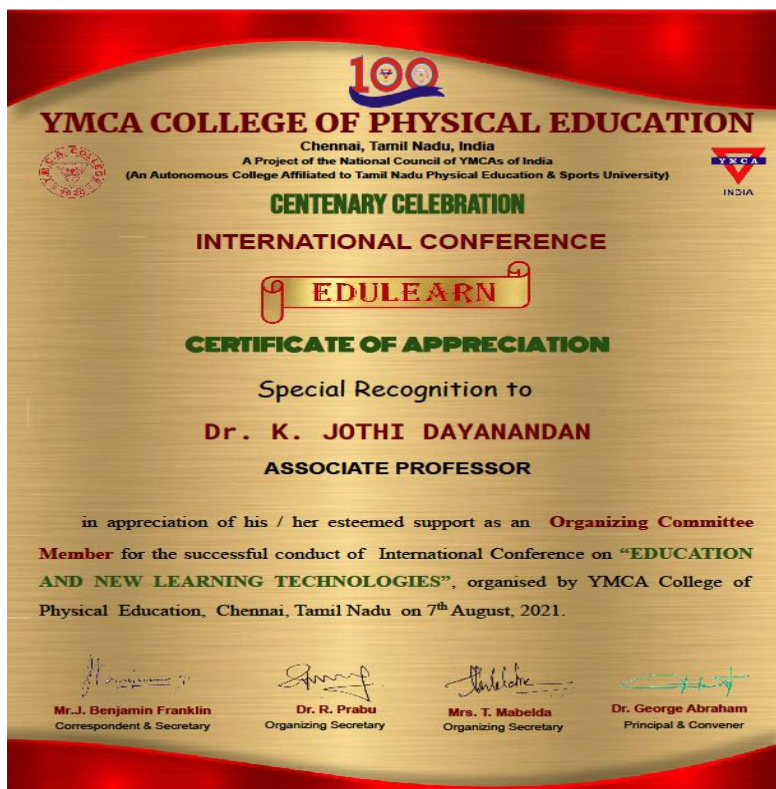 100
YMCA COLLEGE OF PHYSICAL EDUCATION
Chennai, Tamil Nadu, India
A Project of the National Council of YMCAs of India
(An Autonomous College Affiliated to Tamil Nadu Physical Education & Sports University)
Y.M.C.A. COLLEGE
1920
YMCA
INDIA
CENTENARY CELEBRATION
INTERNATIONAL CONFERENCE
EDULEARN
CERTIFICATE OF APPRECIATION
Special Recognition to
Dr. K. JOTHI DAYANANDAN
ASSOCIATE PROFESSOR
in appreciation of his / her esteemed support as an Organizing Committee
Member for the successful conduct of International Conference on “EDUCATION
AND NEW LEARNING TECHNOLOGIES”, organised by YMCA College of
Physical Education, Chennai, Tamil Nadu on 7th August, 2021.
Mr.J. Benjamin Franklin
Correspondent & Secretary
Dr. R. Prabu
Organizing Secretary
Mrs. T. Mabelda
Organizing Secretary
Dr. George Abraham
Principal & Convener